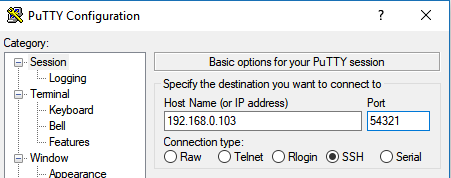 PuTTY Configuration
?
Category:
Session
Logging
Terminal
Keyboard
Bell
Features
Window
Appearance
Basic options for your PuTTY session
Specify the destination you want to connect to
Host Name (or IP address) Port
192.168.0.103 54321
Connection type:
Raw Telnet Rlogin SSH Serial